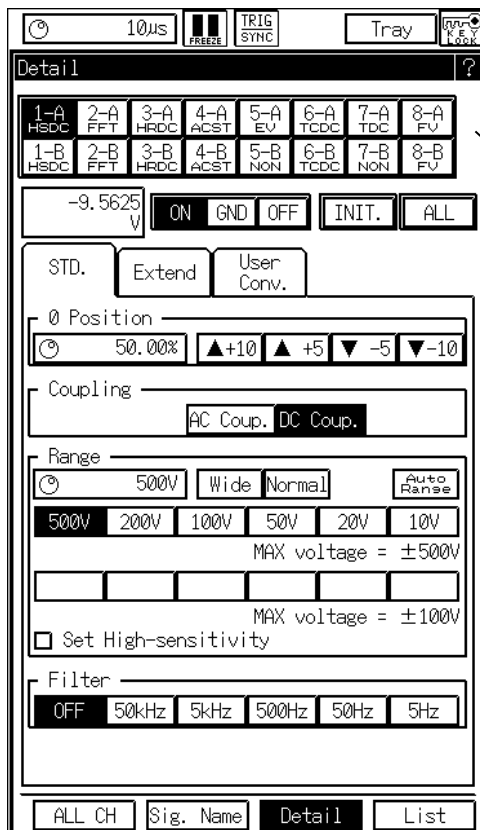 10µs FREEZE TRIG SYNC Tray KEY LOCK
Detail ?
1-A HSDC 2-A FFT 3-A HRDC 4-A ACST 5-A EV 6-A TCDC 7-A TDC 8-A FV
1-B HSDC 2-B FFT 3-B HRDC 4-B ACST 5-B NON 6-B TCDC 7-B NON 8-B FV
-9.5625 V ON GND OFF INIT. ALL
STD. Extend User Conv.
0 Position
50.00% ▲+10 ▲ +5 ▼ -5 ▼-10
Coupling
AC Coup. DC Coup.
Range
500V Wide Normal Auto Range
500V 200V 100V 50V 20V 10V
MAX voltage = ±500V
MAX voltage = ±100V
Set High-sensitivity
Filter
OFF 50kHz 5kHz 500Hz 50Hz 5Hz
ALL CH Sig. Name Detail List